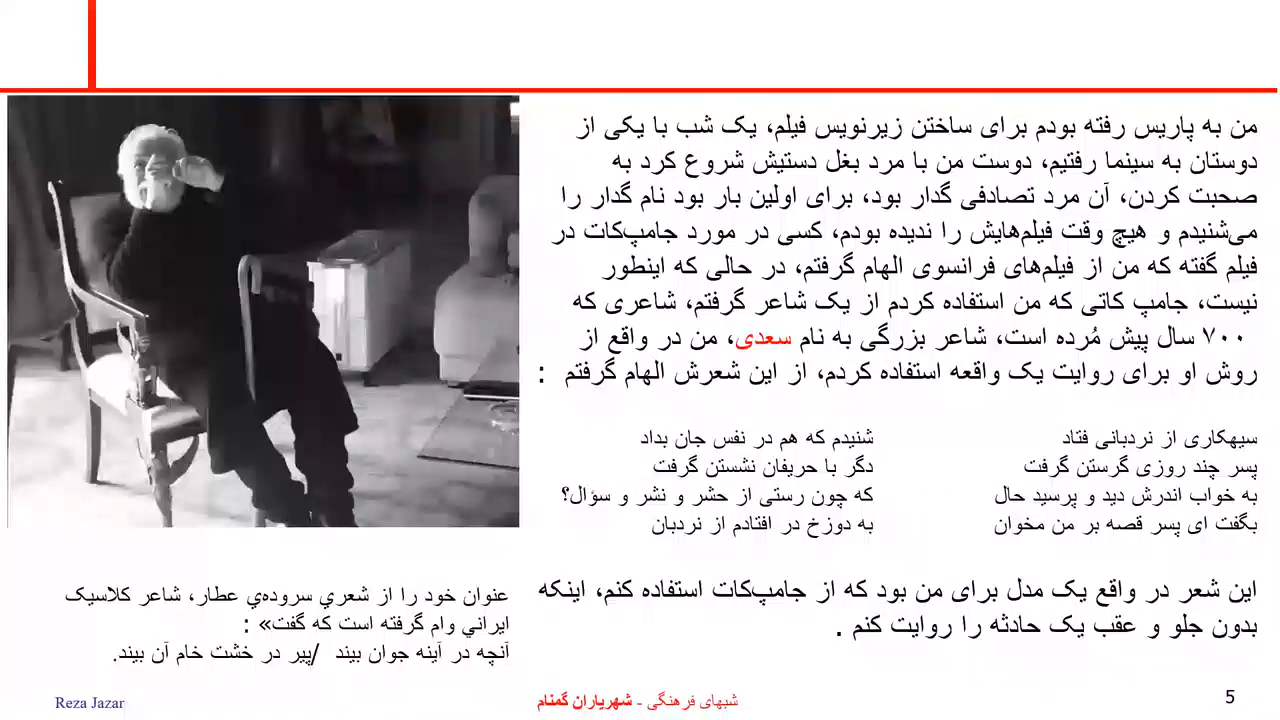 من به پاریس رفته بودم برای ساختن زیرنویس فیلم، یک شب با یکی از
دوستان به سینما رفتیم، دوست من با مرد بغل دستیش شروع کرد به
صحبت کردن، آن مرد تصادفی گدار بود، برای اولین بار بود نام گدار را
می‌شنیدم و هیچ وقت فیلم‌هایش را ندیده بودم، کسی در مورد جامپ‌کات در
فیلم گفته که من از فیلم‌های فرانسوی الهام گرفتم، در حالی که اینطور
نیست، جامپ کاتی که من استفاده کردم از یک شاعر گرفتم، شاعری که
۷۰۰ سال پیش مُرده است، شاعر بزرگی به نام سعدی، من در واقع از
روش او برای روایت یک واقعه استفاده کردم، از این شعرش الهام گرفتم :
سیهکاری از نردبانی فتاد شنیدم که هم در نفس جان بداد
پسر چند روزی گرستن گرفت دگر با حریفان نشستن گرفت
به خواب اندرش دید و پرسید حال که چون رستی از حشر و نشر و سؤال؟
بگفت ای پسر قصه بر من مخوان به دوزخ در افتادم از نردبان
این شعر در واقع یک مدل برای من بود که از جامپ‌کات استفاده کنم، اینکه
بدون جلو و عقب یک حادثه را روایت کنم .
عنوان خود را از شعري سروده‌ي عطار، شاعر کلاسیک
ایراني وام گرفته است که گفت» :
آنچه در آینه جوان بیند /پیر در خشت خام آن بیند.
Reza Jazar
شبهای فرهنگی - شهریاران گمنام
5